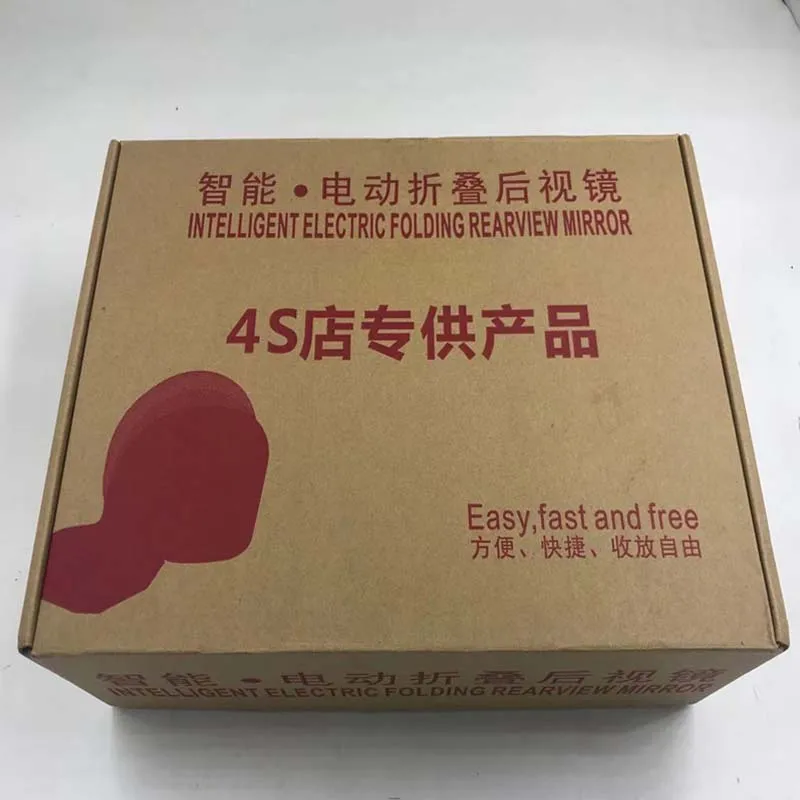 智能·电动折叠后视镜
INTELLIGENT ELECTRIC FOLDING REARVIEW MIRROR
4S店专供产品
Easy,fast and free
方便、快捷、收放自由
智能·电动折叠后视镜
INTELLIGENT ELECTRIC FOLDING REARVIEW MIRROR